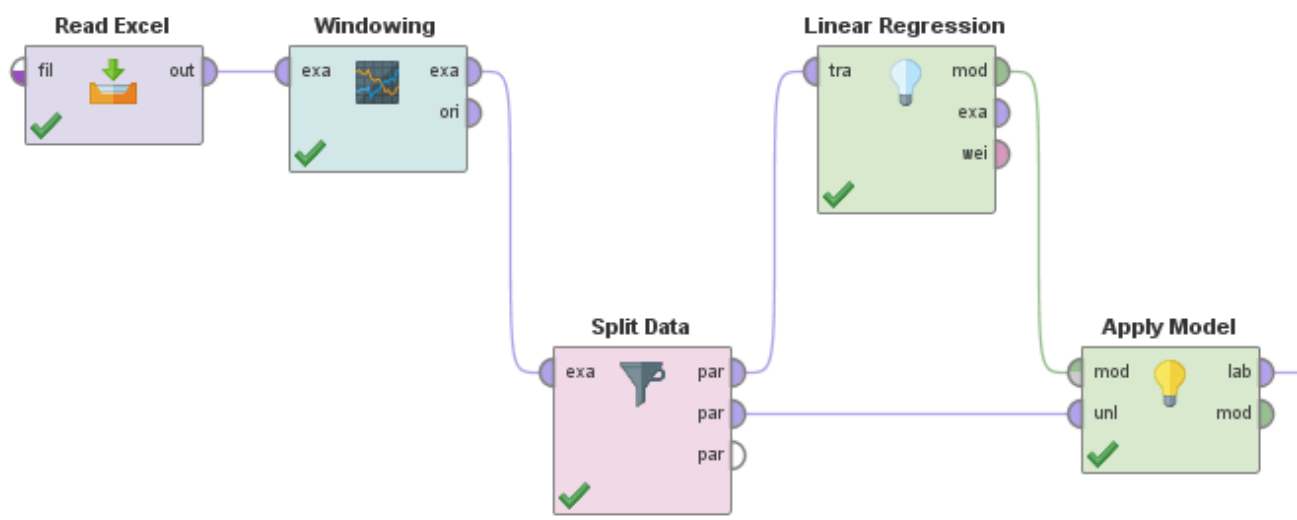 Read Excel
fil
out
Windowing
exa
exa
ori
Linear Regression
tra
mod
exa
wei
Split Data
exa
par
par
par
Apply Model
mod
lab
unl
mod